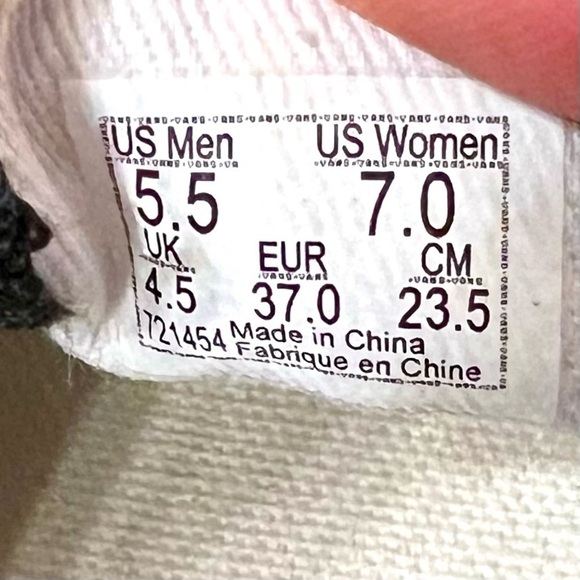 US Men US Women
5.5 7.0
UK EUR CM
4.5 37.0 23.5
721454 Made in China
Fabrique en Chine